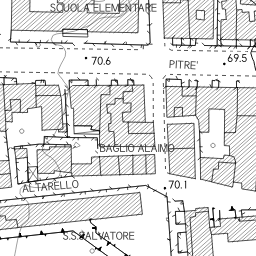 SCUOLA ELEMENTARE
70.6
PITRE'
69.5
BAGLIO ALAIMO
ALTARELLO
70.1
S.S.SALVATORE